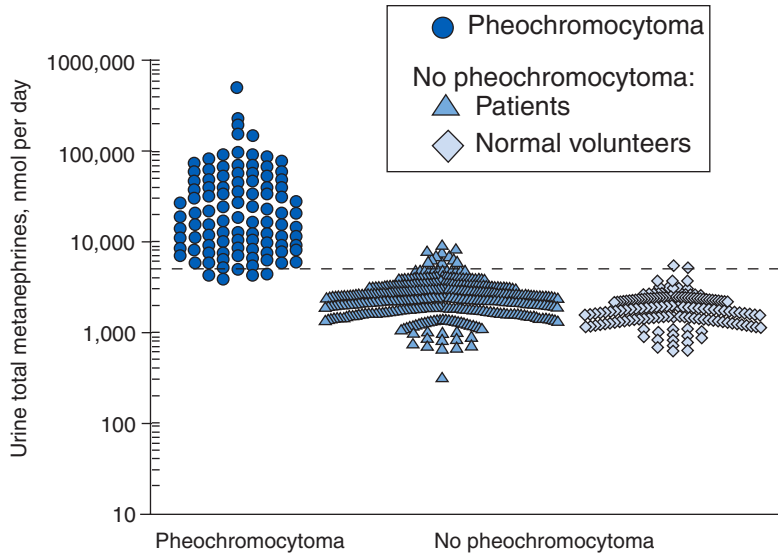 Pheochromocytoma
No pheochromocytoma:
Patients
Normal volunteers
Urine total metanephrines, nmol per day
1000,000
100,000
10,000
1,000
100
10
Pheochromocytoma
No pheochromocytoma